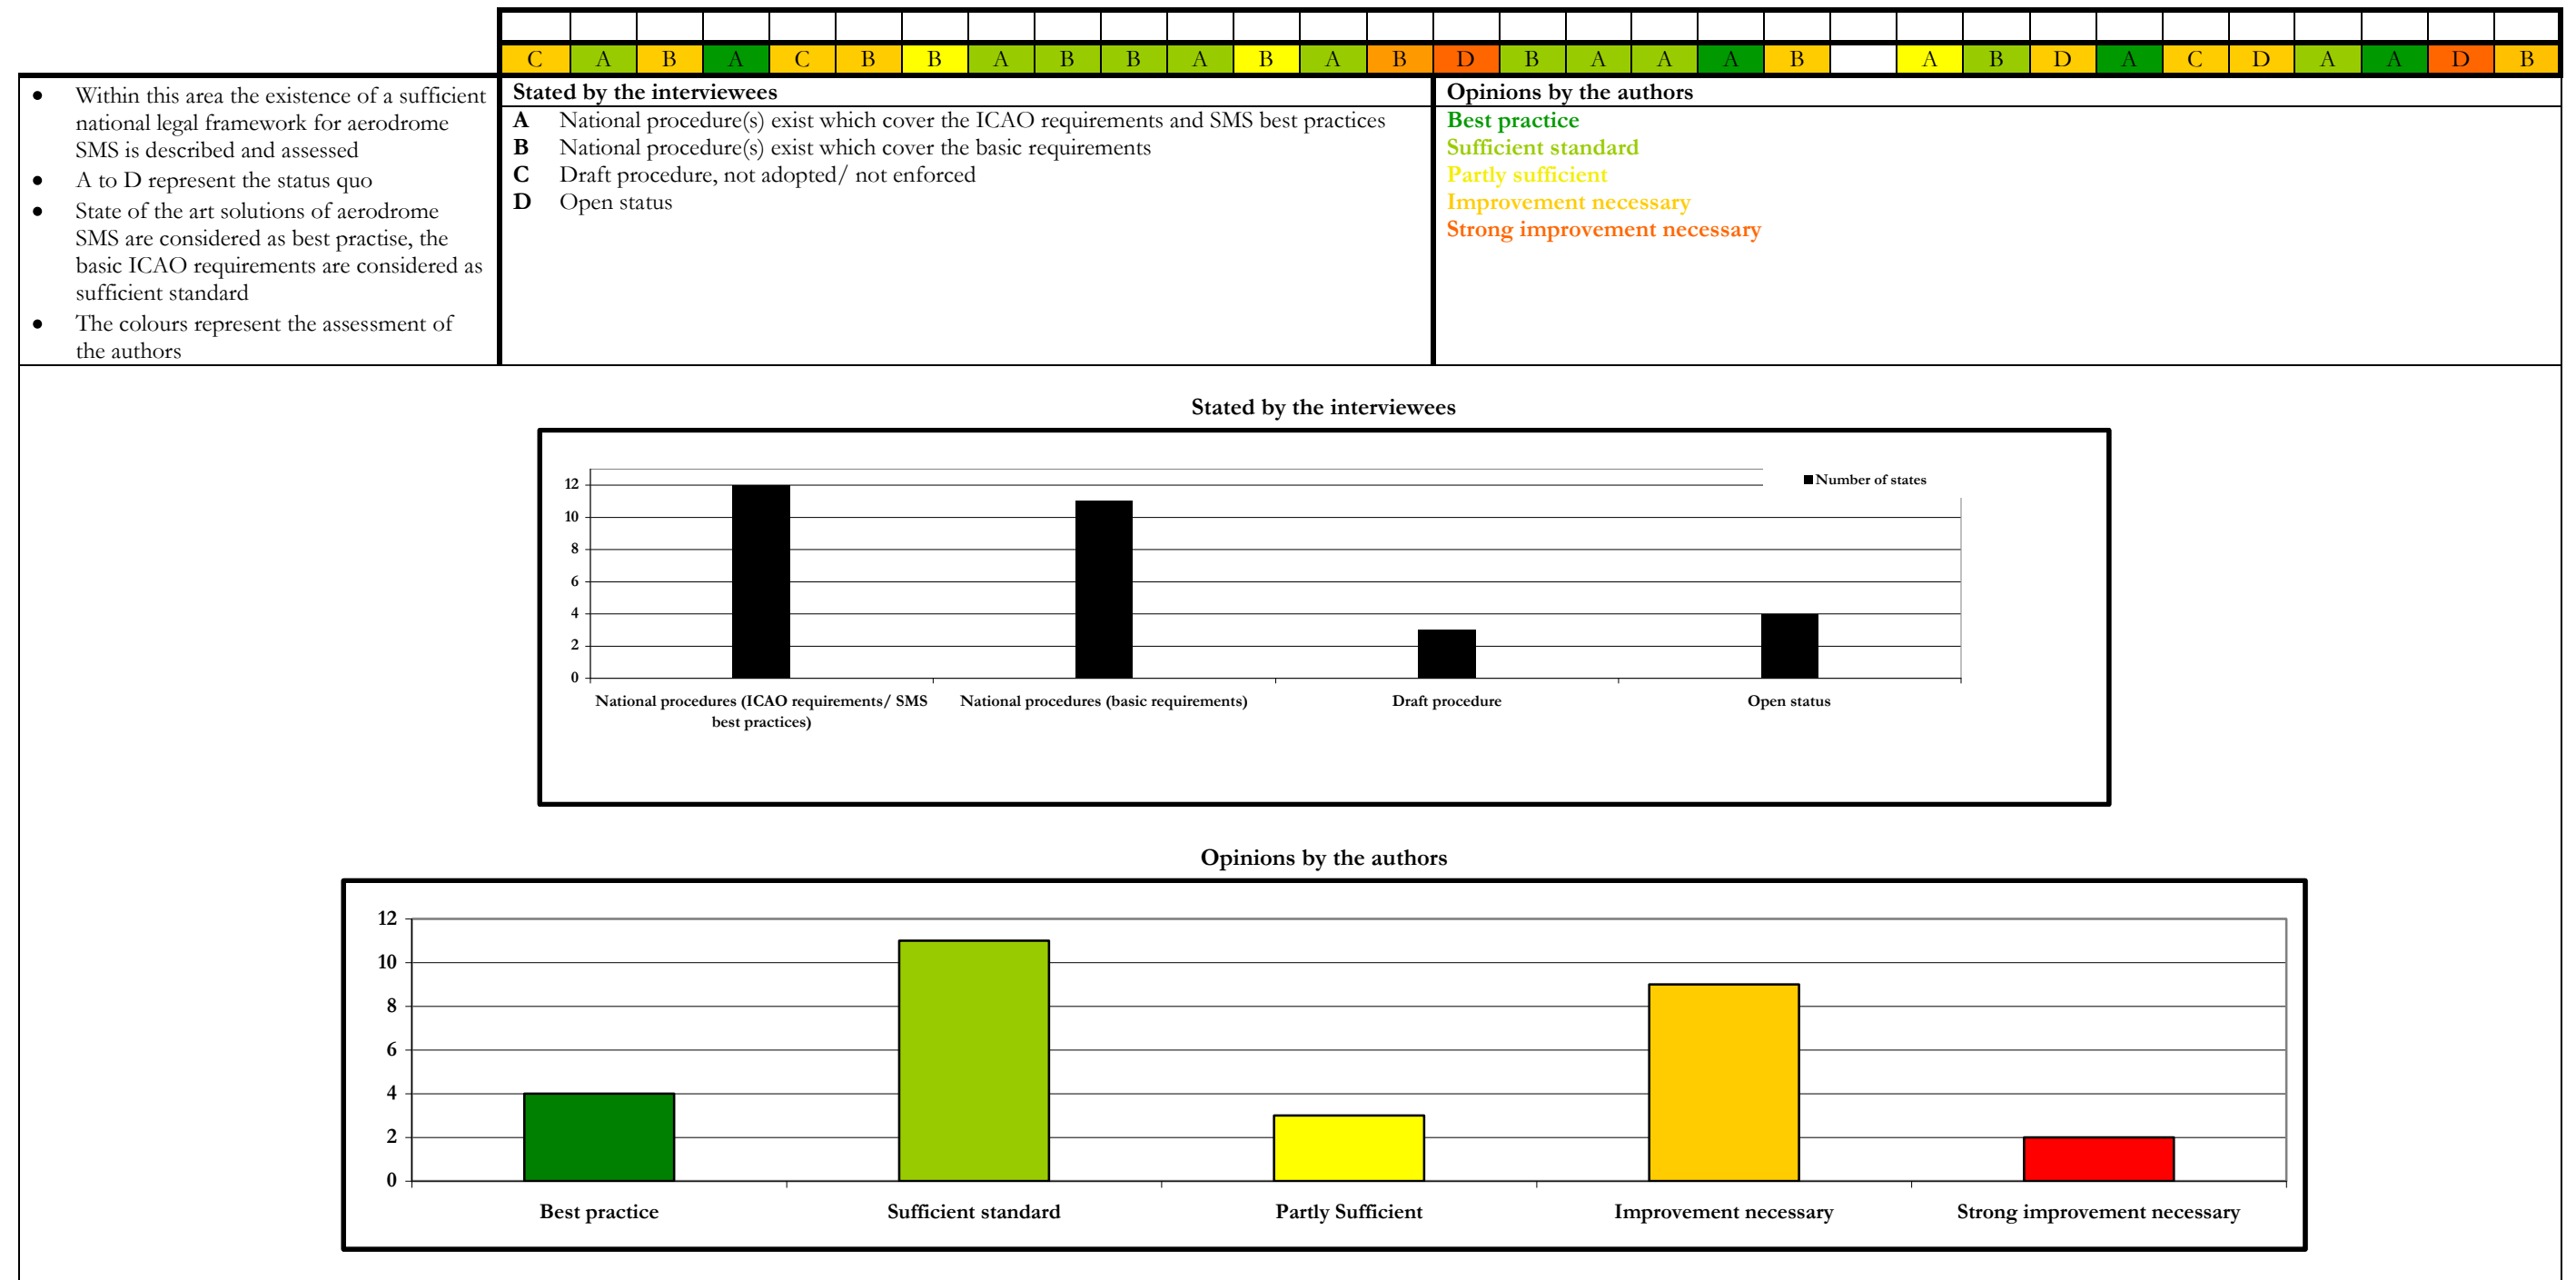 C A B A C B B A B B A B A B D B A A A B A B D A C D A A D B
• Within this area the existence of a sufficient
national legal framework for aerodrome
SMS is described and assessed
• A to D represent the status quo
• State of the art solutions of aerodrome
SMS are considered as best practise, the
basic ICAO requirements are considered as
sufficient standard
• The colours represent the assessment of
the authors
Stated by the interviewees
A National procedure(s) exist which cover the ICAO requirements and SMS best practices
B National procedure(s) exist which cover the basic requirements
C Draft procedure, not adopted/ not enforced
D Open status
Opinions by the authors
Best practice
Sufficient standard
Partly sufficient
Improvement necessary
Strong improvement necessary
Stated by the interviewees
12
10
8
6
4
2
0
Number of states
National procedures (ICAO requirements/ SMS
best practices)
National procedures (basic requirements)
Draft procedure
Open status
Opinions by the authors
12
10
8
6
4
2
0
Best practice
Sufficient standard
Partly Sufficient
Improvement necessary
Strong improvement necessary